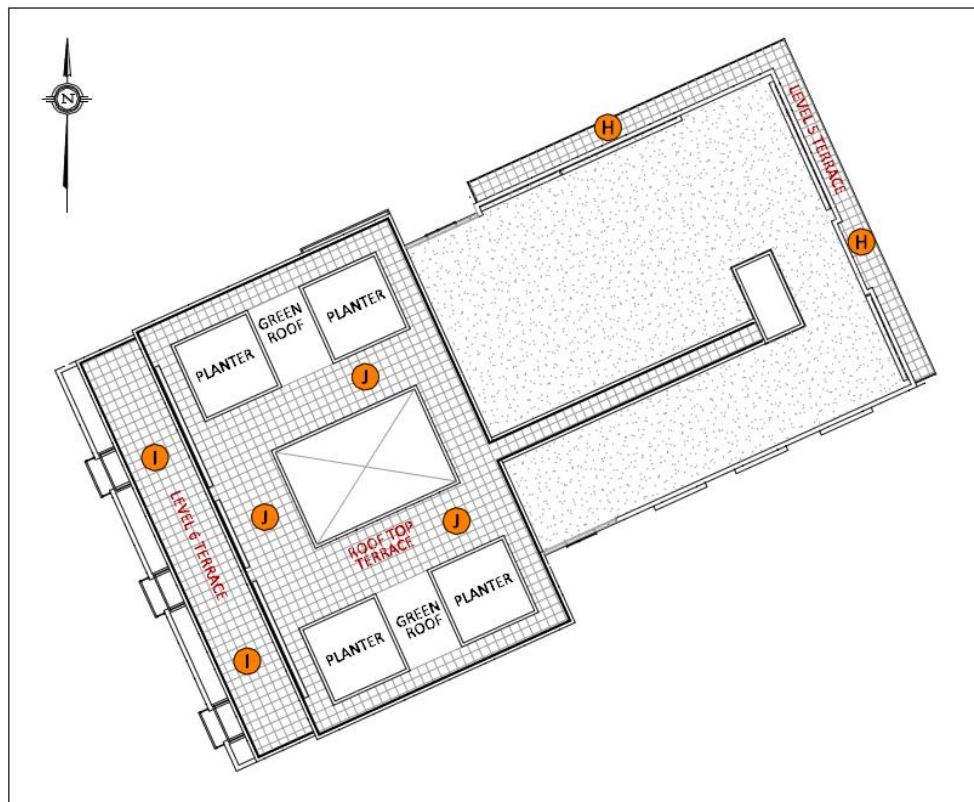 N
H
LEVEL 5 TERRACE
H
PLANTER
GREEN
ROOF
PLANTER
J
I
LEVEL 6 TERRACE
J
J
ROOF TOP
TERRACE
I
PLANTER
GREEN
ROOF
PLANTER